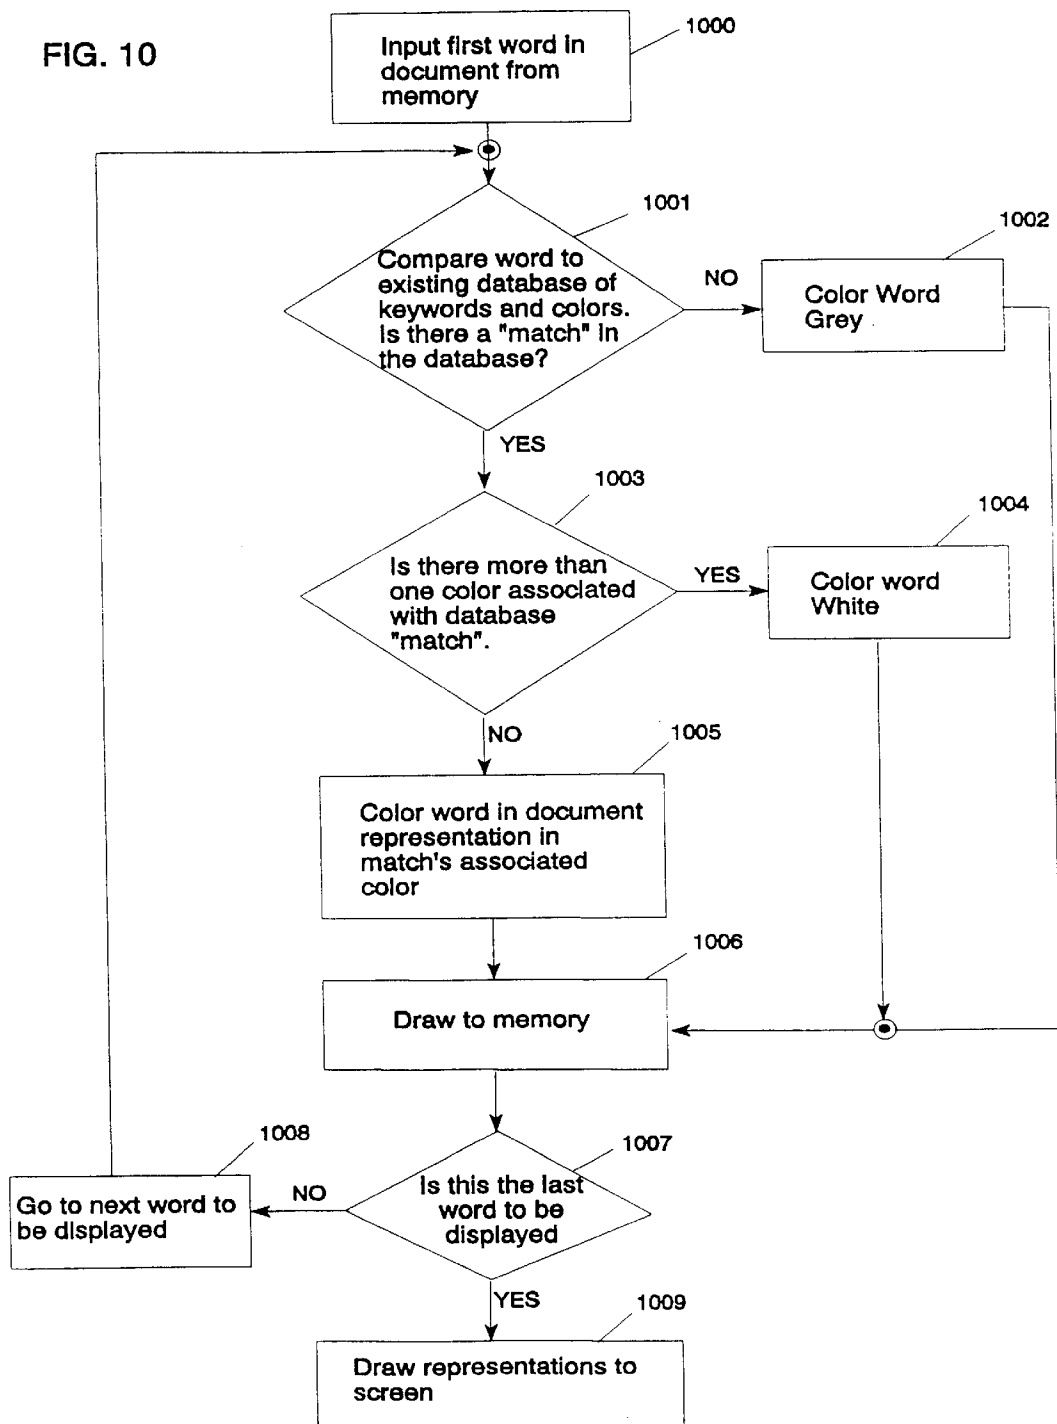 FIG. 10
1000
Input first word in
document from
memory
1001
Compare word to
existing database of
keywords and colors.
Is there a "match" in
the database?
NO
1002
Color Word
Grey
YES
1003
Is there more than
one color associated
with database
"match".
YES
1004
Color word
White
NO
1005
Color word in document
representation in
match's associated
color
1006
Draw to memory
1007
Is this the last
word to be
displayed
NO
1008
Go to next word to
be displayed
YES
1009
Draw representations to
screen